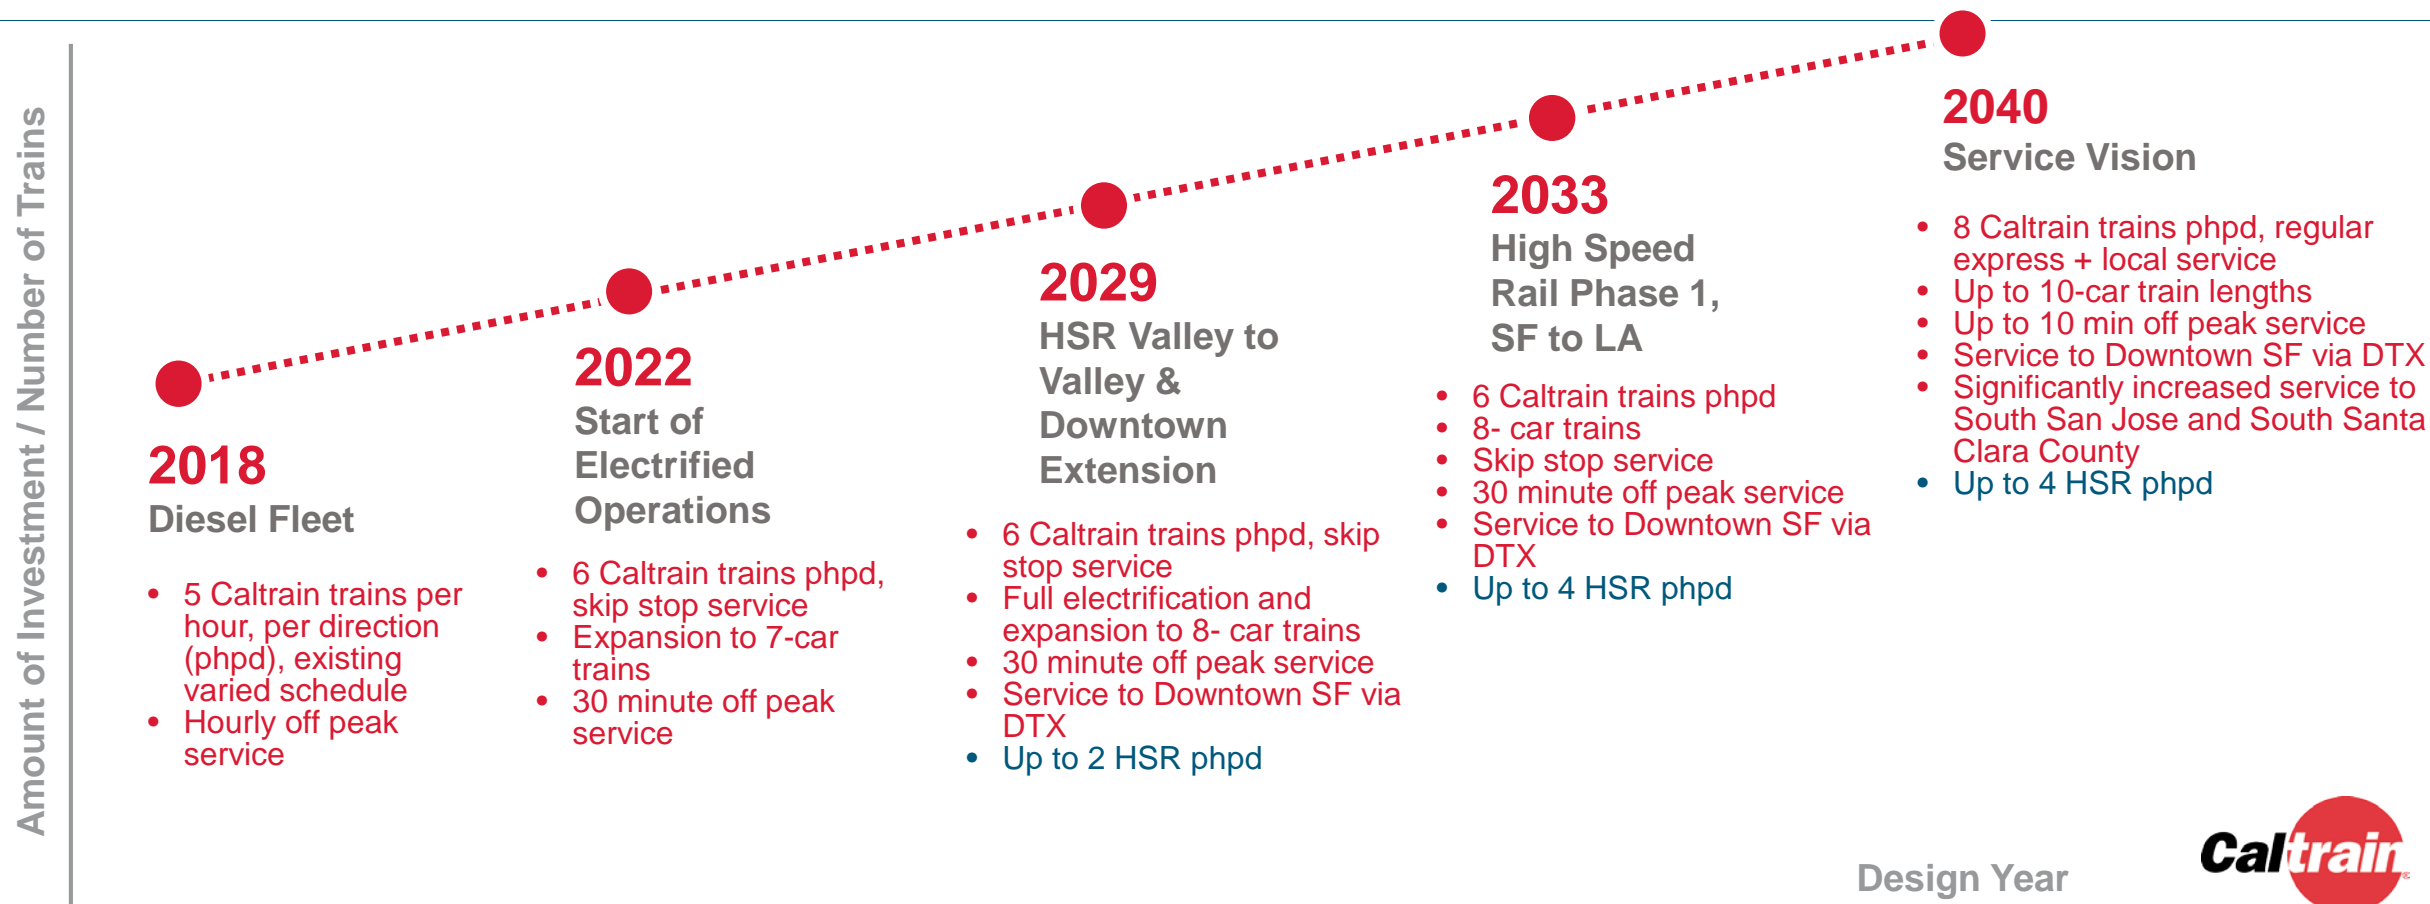 Amount of Investment / Number of Trains
2018
Diesel Fleet
• 5 Caltrain trains per
hour, per direction
(phpd), existing
varied schedule
• Hourly off peak
service
2022
Start of
Electrified
Operations
• 6 Caltrain trains phpd,
skip stop service
• Expansion to 7-car
trains
• 30 minute off peak
service
2029
HSR Valley to
Valley &
Downtown
Extension
• 6 Caltrain trains phpd, skip
stop service
• Full electrification and
expansion to 8- car trains
• 30 minute off peak service
• Service to Downtown SF via
DTX
• Up to 2 HSR phpd
2033
High Speed
Rail Phase 1,
SF to LA
• 6 Caltrain trains phpd
• 8- car trains
• Skip stop service
• 30 minute off peak service
• Service to Downtown SF via
DTX
• Up to 4 HSR phpd
2040
Service Vision
• 8 Caltrain trains phpd, regular
express + local service
• Up to 10-car train lengths
• Up to 10 min off peak service
• Service to Downtown SF via DTX
• Significantly increased service to
South San Jose and South Santa
Clara County
• Up to 4 HSR phpd
Design Year
Caltrain®